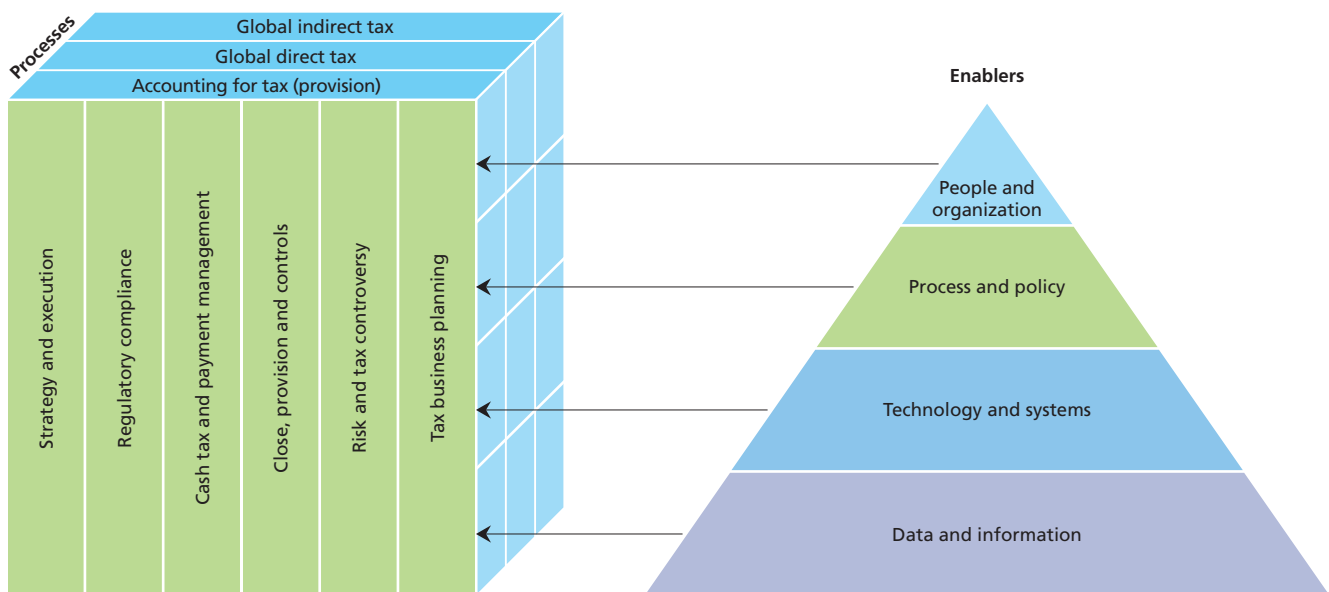 Processes
Global indirect tax
Global direct tax
Accounting for tax (provision)
Strategy and execution
Regulatory compliance
Cash tax and payment management
Close, provision and controls
Risk and tax controversy
Tax business planning
Enablers
People and
organization
Process and policy
Technology and systems
Data and information